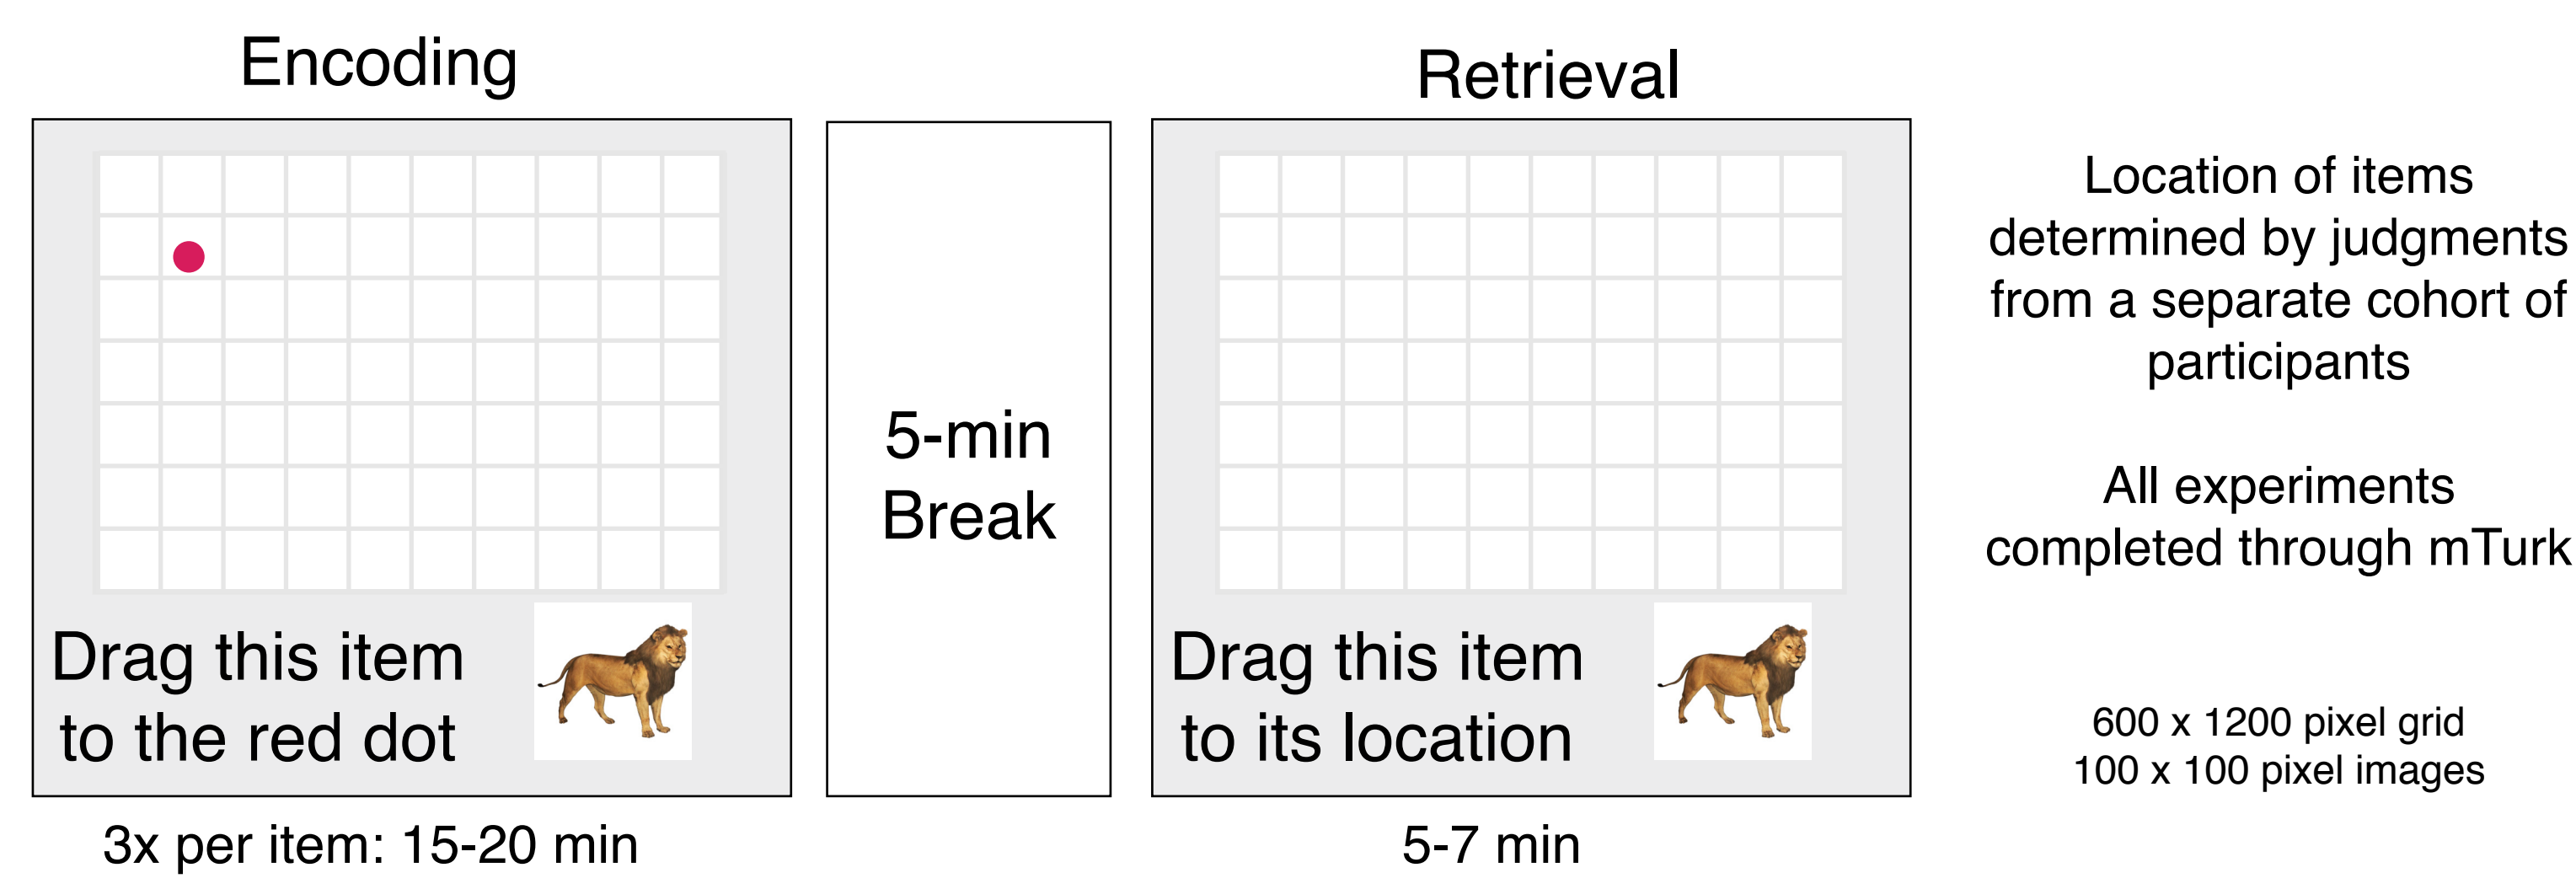 Encoding
Drag this item
to the red dot
3x per item: 15-20 min
5-min
Break
Retrieval
Drag this item
to its location
5-7 min
Location of items
determined by judgments
from a separate cohort of
participants
All experiments
completed through mTurk
600 x 1200 pixel grid
100 x 100 pixel images